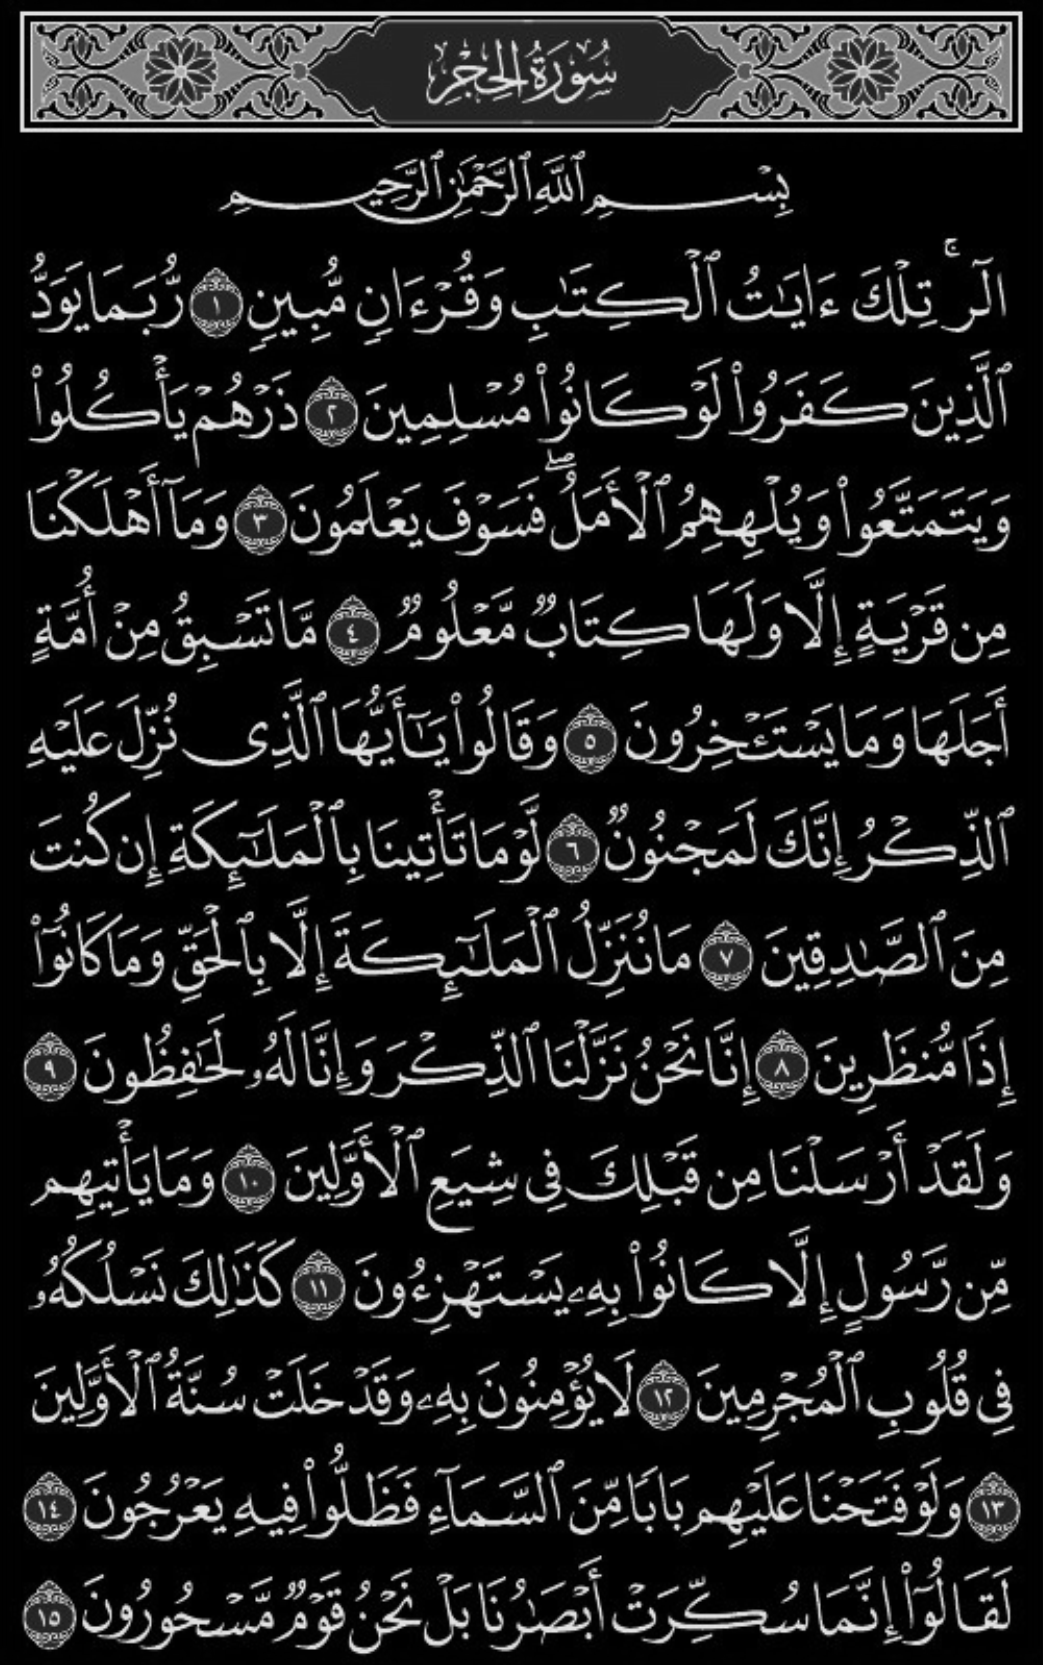 سُورَةُ الحِجْرِ
بِسْمِ ٱللَّهِ ٱلرَّحْمَٰنِ ٱلرَّحِيمِ
الٓر ۚ تِلْكَ ءَايَٰتُ ٱلْكِتَٰبِ وَقُرْءَانٍ مُّبِينٍ ١ رُّبَمَا يَوَدُّ
ٱلَّذِينَ كَفَرُوا۟ لَوْ كَانُوا۟ مُسْلِمِينَ ٢ ذَرْهُمْ يَأْكُلُوا۟
وَيَتَمَتَّعُوا۟ وَيُلْهِهِمُ ٱلْأَمَلُ ۖ فَسَوْفَ يَعْلَمُونَ ٣ وَمَآ أَهْلَكْنَا
مِن قَرْيَةٍ إِلَّا وَلَهَا كِتَابٌ مَّعْلُومٌ ٤ مَّا تَسْبِقُ مِنْ أُمَّةٍ
أَجَلَهَا وَمَا يَسْتَـْٔخِرُونَ ٥ وَقَالُوا۟ يَٰٓأَيُّهَا ٱلَّذِى نُزِّلَ عَلَيْهِ
ٱلذِّكْرُ إِنَّكَ لَمَجْنُونٌ ٦ لَّوْ مَا تَأْتِينَا بِٱلْمَلَٰٓئِكَةِ إِن كُنتَ
مِنَ ٱلصَّٰدِقِينَ ٧ مَا نُنَزِّلُ ٱلْمَلَٰٓئِكَةَ إِلَّا بِٱلْحَقِّ وَمَا كَانُوٓا۟
إِذًا مُّنظَرِينَ ٨ إِنَّا نَحْنُ نَزَّلْنَا ٱلذِّكْرَ وَإِنَّا لَهُۥ لَحَٰفِظُونَ ٩
وَلَقَدْ أَرْسَلْنَا مِن قَبْلِكَ فِى شِيَعِ ٱلْأَوَّلِينَ ١٠ وَمَا يَأْتِيهِم
مِّن رَّسُولٍ إِلَّا كَانُوا۟ بِهِۦ يَسْتَهْزِءُونَ ١١ كَذَٰلِكَ نَسْلُكُهُۥ
فِى قُلُوبِ ٱلْمُجْرِمِينَ ١٢ لَا يُؤْمِنُونَ بِهِۦ وَقَدْ خَلَتْ سُنَّةُ ٱلْأَوَّلِينَ
١٣ وَلَوْ فَتَحْنَا عَلَيْهِم بَابًا مِّنَ ٱلسَّمَآءِ فَظَلُّوا۟ فِيهِ يَعْرُجُونَ ١٤
لَقَالُوٓا۟ إِنَّمَا سُكِّرَتْ أَبْصَٰرُنَا بَلْ نَحْنُ قَوْمٌ مَّسْحُورُونَ ١٥